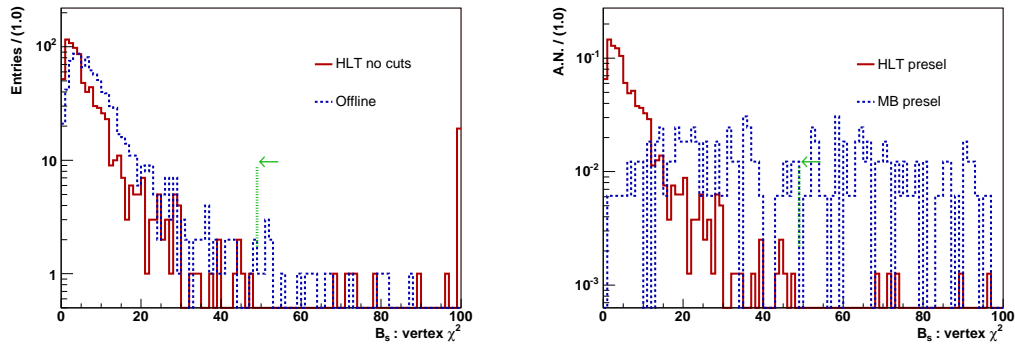 Entries / (1.0)
10²
10
1
HLT no cuts
Offline
0 20 40 60 80 100
Bₛ : vertex χ²
A.N. / (1.0)
10⁻¹
10⁻²
10⁻³
HLT presel
MB presel
0 20 40 60 80 100
Bₛ : vertex χ²